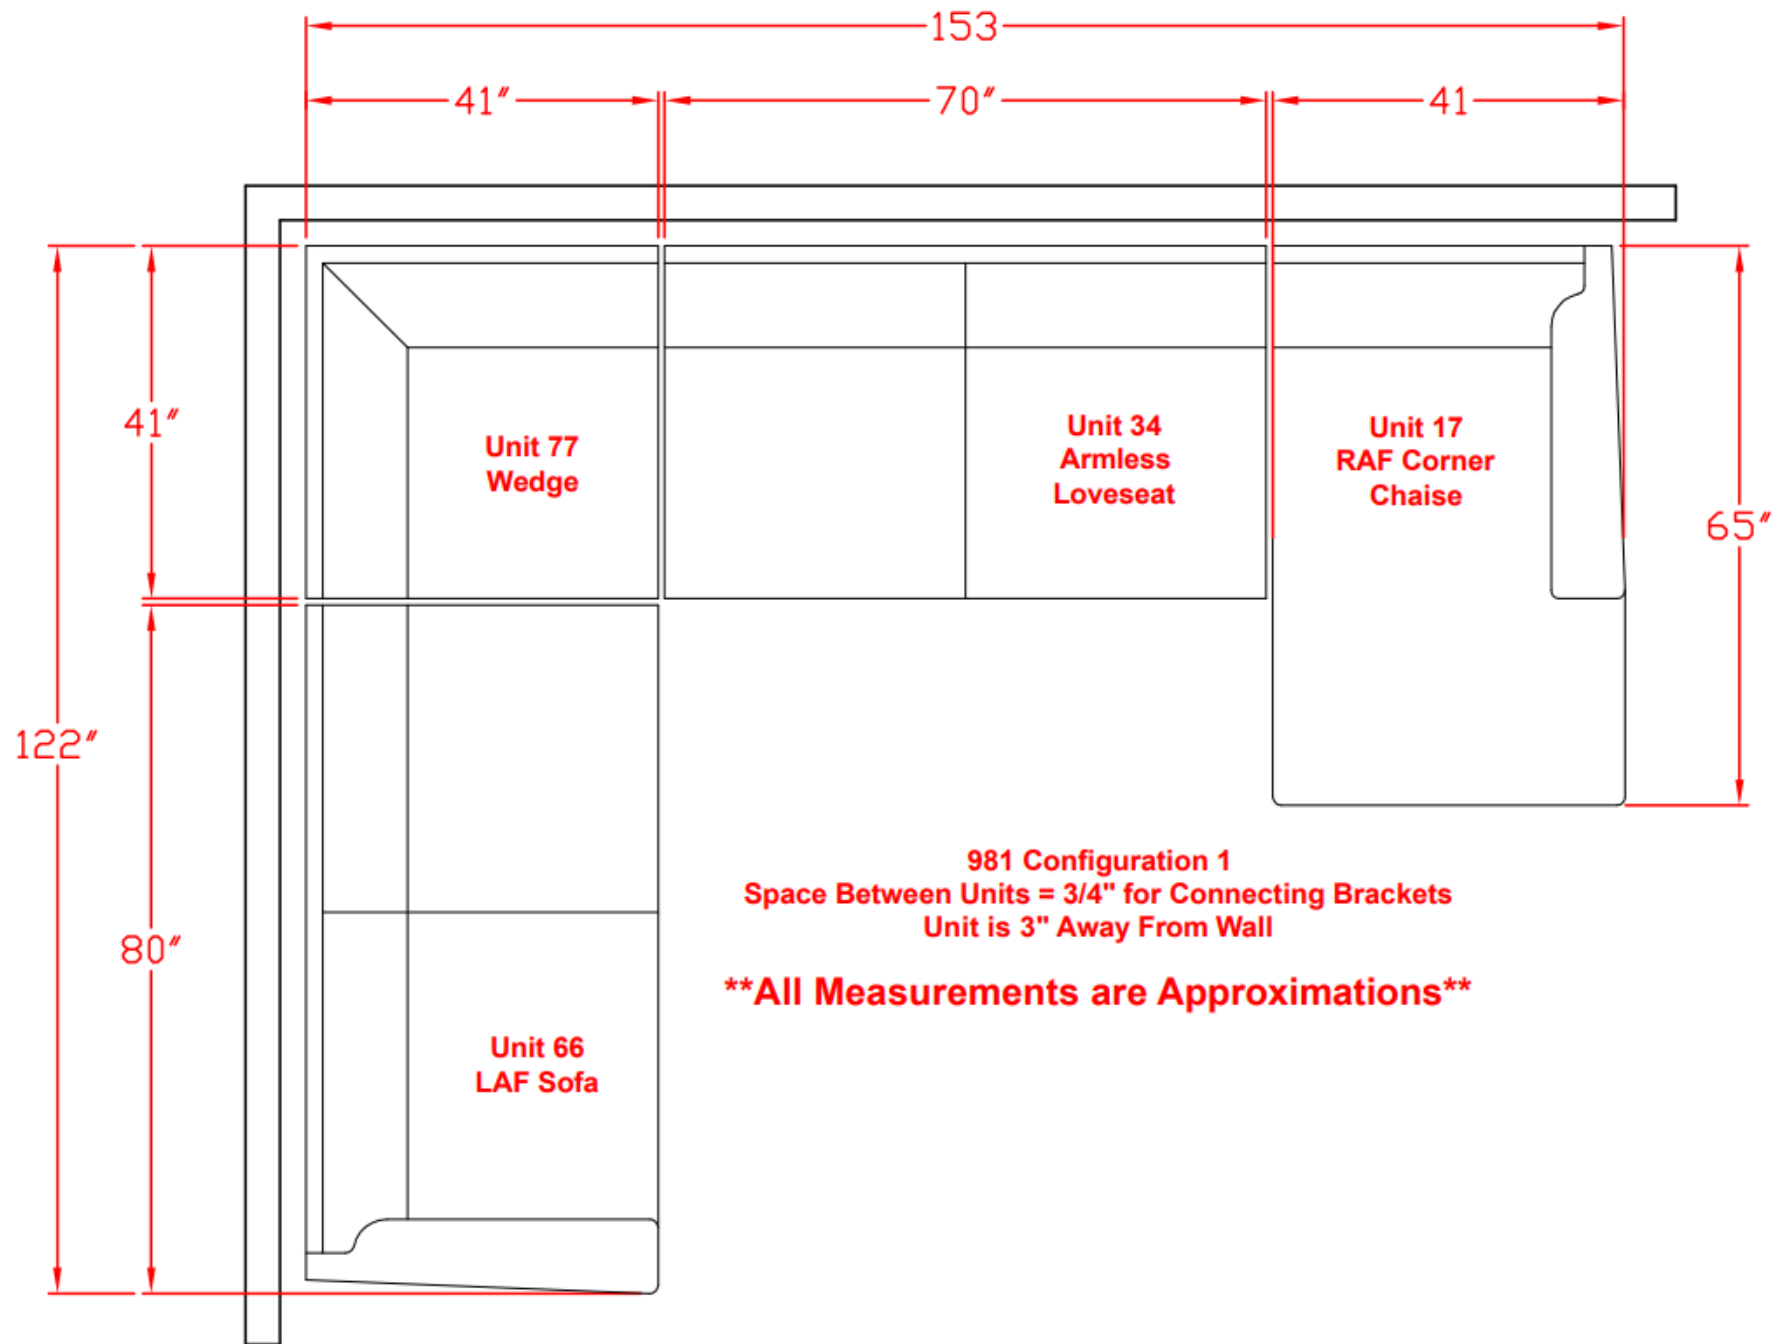 153
41"
70"
41
41"
Unit 77
Wedge
Unit 34
Armless
Loveseat
Unit 17
RAF Corner
Chaise
65"
122"
80"
981 Configuration 1
Space Between Units = 3/4" for Connecting Brackets
Unit is 3" Away From Wall
**All Measurements are Approximations**
Unit 66
LAF Sofa